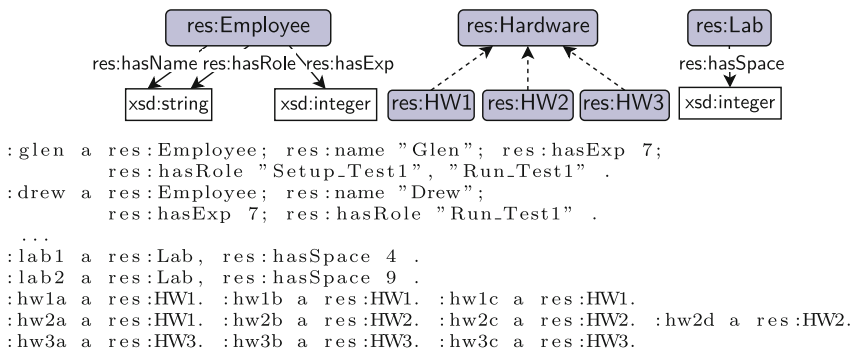 res:Employee res:Hardware res:Lab
res:hasName res:hasRole res:hasExp res:hasSpace
xsd:string xsd:integer res:HW1 res:HW2 res:HW3 xsd:integer
:glen a res:Employee; res:name "Glen"; res:hasExp 7;
res:hasRole "Setup_Test1", "Run_Test1" .
:drew a res:Employee; res:name "Drew";
res:hasExp 7; res:hasRole "Run_Test1" .
...
:lab1 a res:Lab, res:hasSpace 4 .
:lab2 a res:Lab, res:hasSpace 9 .
:hw1a a res:HW1. :hw1b a res:HW1. :hw1c a res:HW1.
:hw2a a res:HW1. :hw2b a res:HW2. :hw2c a res:HW2. :hw2d a res:HW2.
:hw3a a res:HW3. :hw3b a res:HW3. :hw3c a res:HW3.